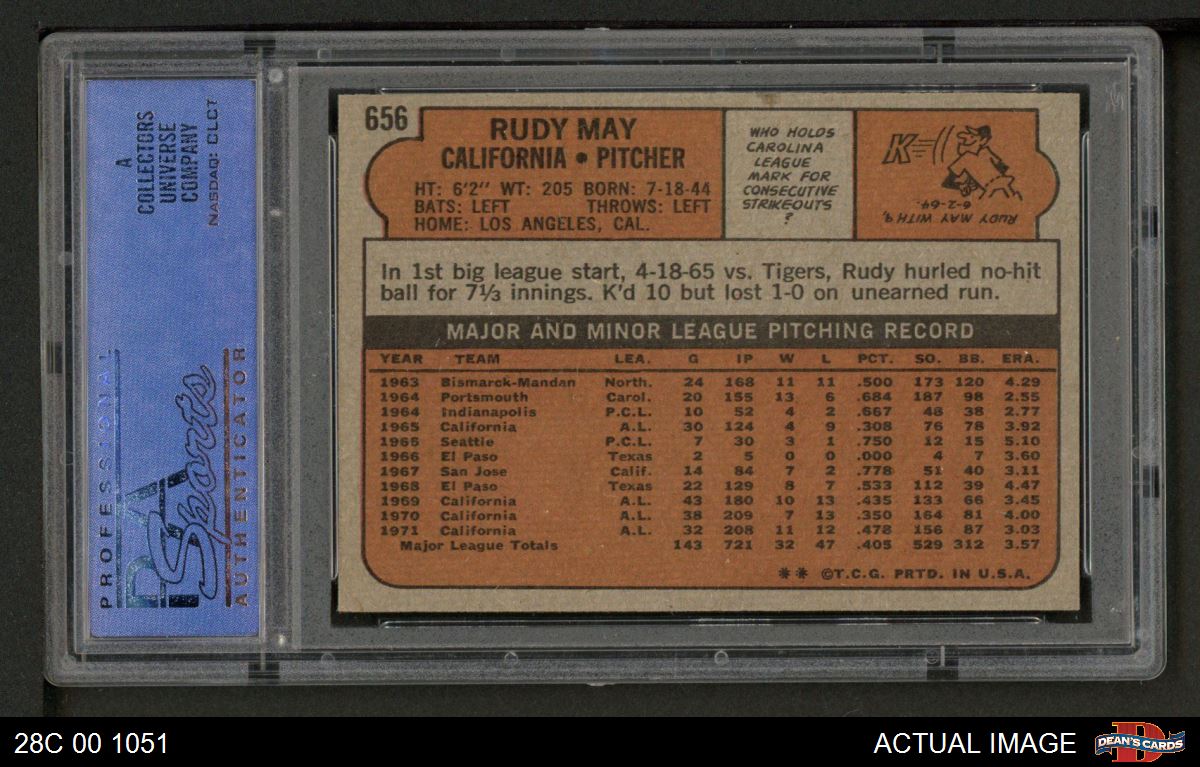 A
COLLECTORS
UNIVERSE
COMPANY
NASDAQ: CLCT
PROFESSIONAL
PSA
Sports
AUTHENTICATOR
656
RUDY MAY
CALIFORNIA • PITCHER
HT: 6'2" WT: 205 BORN: 7-18-44
BATS: LEFT THROWS: LEFT
HOME: LOS ANGELES, CAL.
WHO HOLDS
CAROLINA
LEAGUE
MARK FOR
CONSECUTIVE
STRIKEOUTS
?
K
RUDY MAY WITH 9,
6-2-64.
In 1st big league start, 4-18-65 vs. Tigers, Rudy hurled no-hit
ball for 7⅓ innings. K'd 10 but lost 1-0 on unearned run.
MAJOR AND MINOR LEAGUE PITCHING RECORD
YEAR TEAM LEA. G IP W L PCT. SO. BB. ERA.
1963 Bismarck-Mandan North. 24 168 11 11 .500 173 120 4.29
1964 Portsmouth Carol. 20 155 13 6 .684 187 98 2.55
1964 Indianapolis P.C.L. 10 52 4 2 .667 48 38 2.77
1965 California A.L. 30 124 4 9 .308 76 78 3.92
1966 Seattle P.C.L. 7 30 3 1 .750 12 15 5.10
1966 El Paso Texas 2 5 0 0 .000 4 7 3.60
1967 San Jose Calif. 14 84 7 2 .778 51 40 3.11
1968 El Paso Texas 22 129 8 7 .533 112 39 4.47
1969 California A.L. 43 180 10 13 .435 133 66 3.45
1970 California A.L. 38 209 7 13 .350 164 81 4.00
1971 California A.L. 32 208 11 12 .478 156 87 3.03
Major League Totals 143 721 32 47 .405 529 312 3.57
** ©T.C.G. PRTD. IN U.S.A.
28C 00 1051
ACTUAL IMAGE
D
DEAN'S CARDS